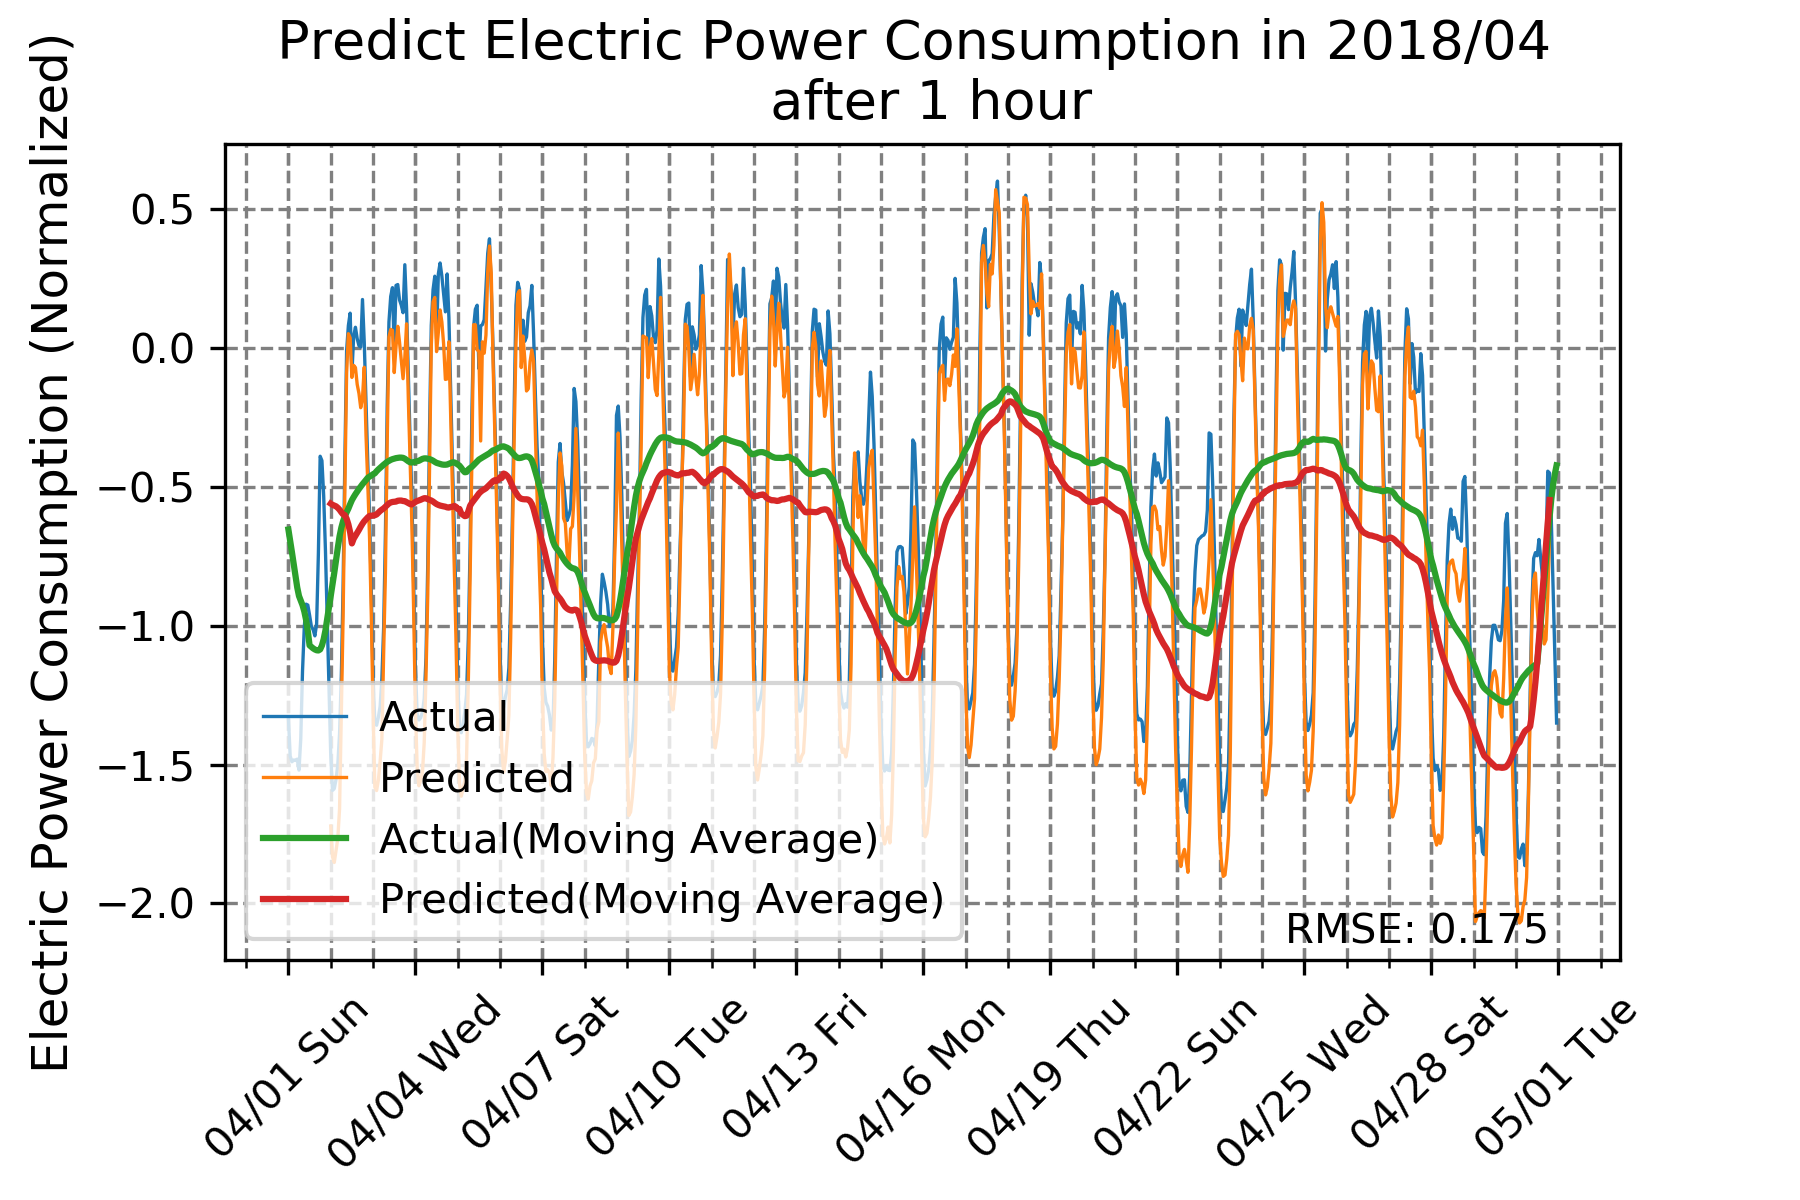 Predict Electric Power Consumption in 2018/04
after 1 hour
Electric Power Consumption (Normalized)
0.5
0.0
−0.5
−1.0
−1.5
−2.0
Actual
Predicted
Actual(Moving Average)
Predicted(Moving Average)
RMSE: 0.175
04/01 Sun
04/04 Wed
04/07 Sat
04/10 Tue
04/13 Fri
04/16 Mon
04/19 Thu
04/22 Sun
04/25 Wed
04/28 Sat
05/01 Tue